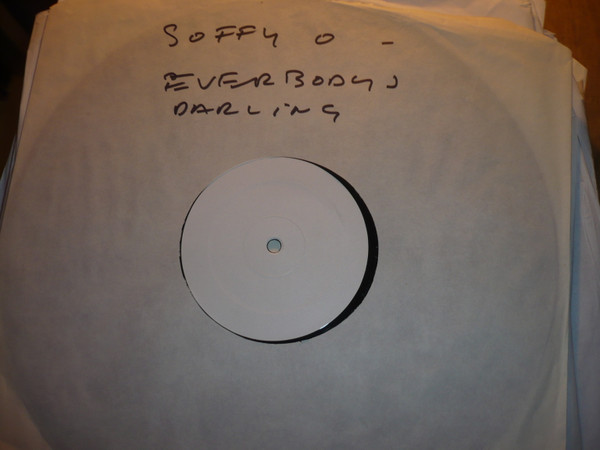 SOFFY O -
EVERBODYS
DARLING